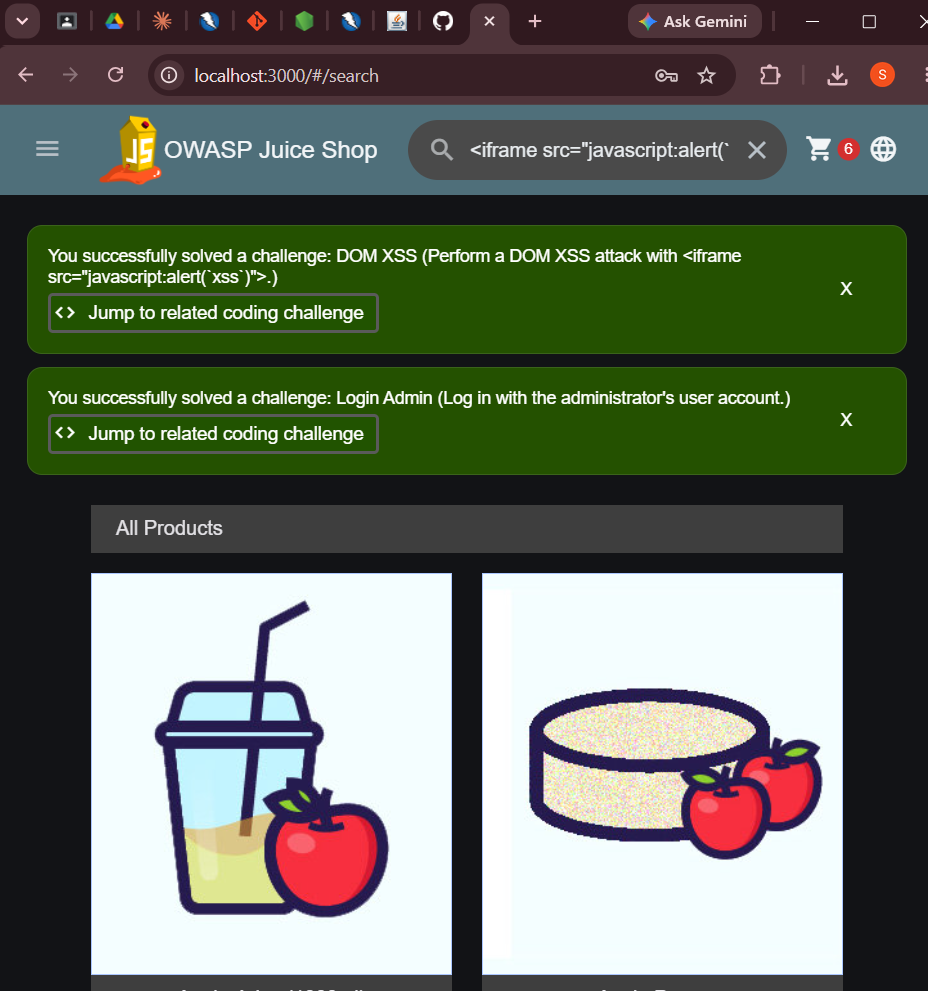 Ask Gemini
localhost:3000/#/search
S
JS
OWASP Juice Shop
<iframe src="javascript:alert(`
6
You successfully solved a challenge: DOM XSS (Perform a DOM XSS attack with <iframe
src="javascript:alert(`xss`)">.)
X
<> Jump to related coding challenge
You successfully solved a challenge: Login Admin (Log in with the administrator's user account.)
X
<> Jump to related coding challenge
All Products